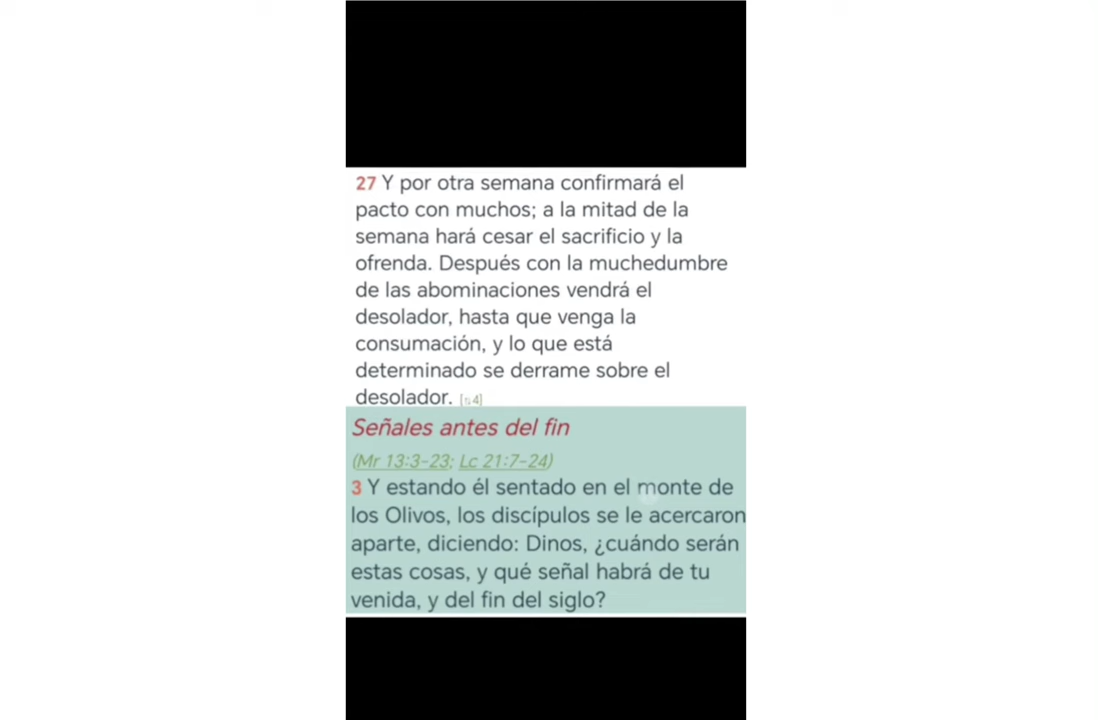 27 Y por otra semana confirmará el
pacto con muchos; a la mitad de la
semana hará cesar el sacrificio y la
ofrenda. Después con la muchedumbre
de las abominaciones vendrá el
desolador, hasta que venga la
consumación, y lo que está
determinado se derrame sobre el
desolador.
Señales antes del fin
(Mr 13:3-23; Lc 21:7-24)
3 Y estando él sentado en el monte de
los Olivos, los discípulos se le acercaron
aparte, diciendo: Dinos, ¿cuándo serán
estas cosas, y qué señal habrá de tu
venida, y del fin del siglo?